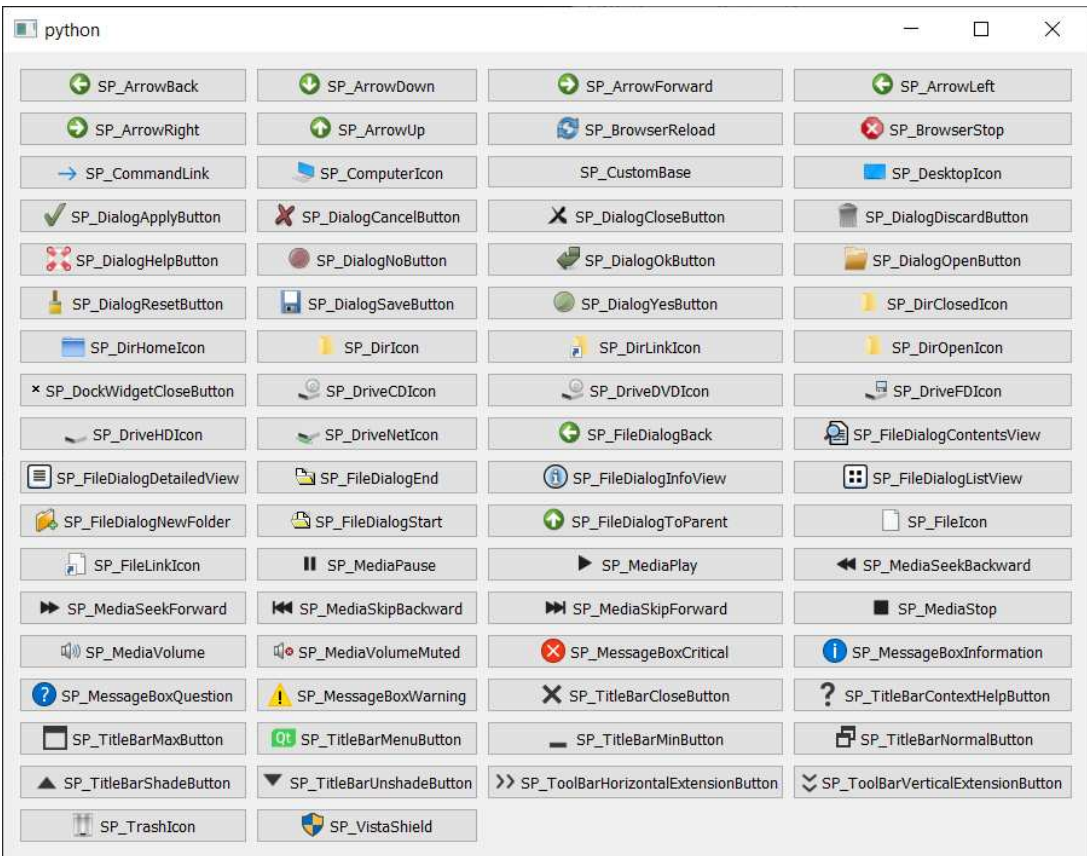 python
SP_ArrowBack SP_ArrowDown SP_ArrowForward SP_ArrowLeft
SP_ArrowRight SP_ArrowUp SP_BrowserReload SP_BrowserStop
SP_CommandLink SP_ComputerIcon SP_CustomBase SP_DesktopIcon
SP_DialogApplyButton SP_DialogCancelButton SP_DialogCloseButton SP_DialogDiscardButton
SP_DialogHelpButton SP_DialogNoButton SP_DialogOkButton SP_DialogOpenButton
SP_DialogResetButton SP_DialogSaveButton SP_DialogYesButton SP_DirClosedIcon
SP_DirHomeIcon SP_DirIcon SP_DirLinkIcon SP_DirOpenIcon
SP_DockWidgetCloseButton SP_DriveCDIcon SP_DriveDVDIcon SP_DriveFDIcon
SP_DriveHDIcon SP_DriveNetIcon SP_FileDialogBack SP_FileDialogContentsView
SP_FileDialogDetailedView SP_FileDialogEnd SP_FileDialogInfoView SP_FileDialogListView
SP_FileDialogNewFolder SP_FileDialogStart SP_FileDialogToParent SP_FileIcon
SP_FileLinkIcon SP_MediaPause SP_MediaPlay SP_MediaSeekBackward
SP_MediaSeekForward SP_MediaSkipBackward SP_MediaSkipForward SP_MediaStop
SP_MediaVolume SP_MediaVolumeMuted SP_MessageBoxCritical SP_MessageBoxInformation
SP_MessageBoxQuestion SP_MessageBoxWarning SP_TitleBarCloseButton SP_TitleBarContextHelpButton
SP_TitleBarMaxButton Qt SP_TitleBarMenuButton SP_TitleBarMinButton SP_TitleBarNormalButton
SP_TitleBarShadeButton SP_TitleBarUnshadeButton SP_ToolBarHorizontalExtensionButton SP_ToolBarVerticalExtensionButton
SP_TrashIcon SP_VistaShield